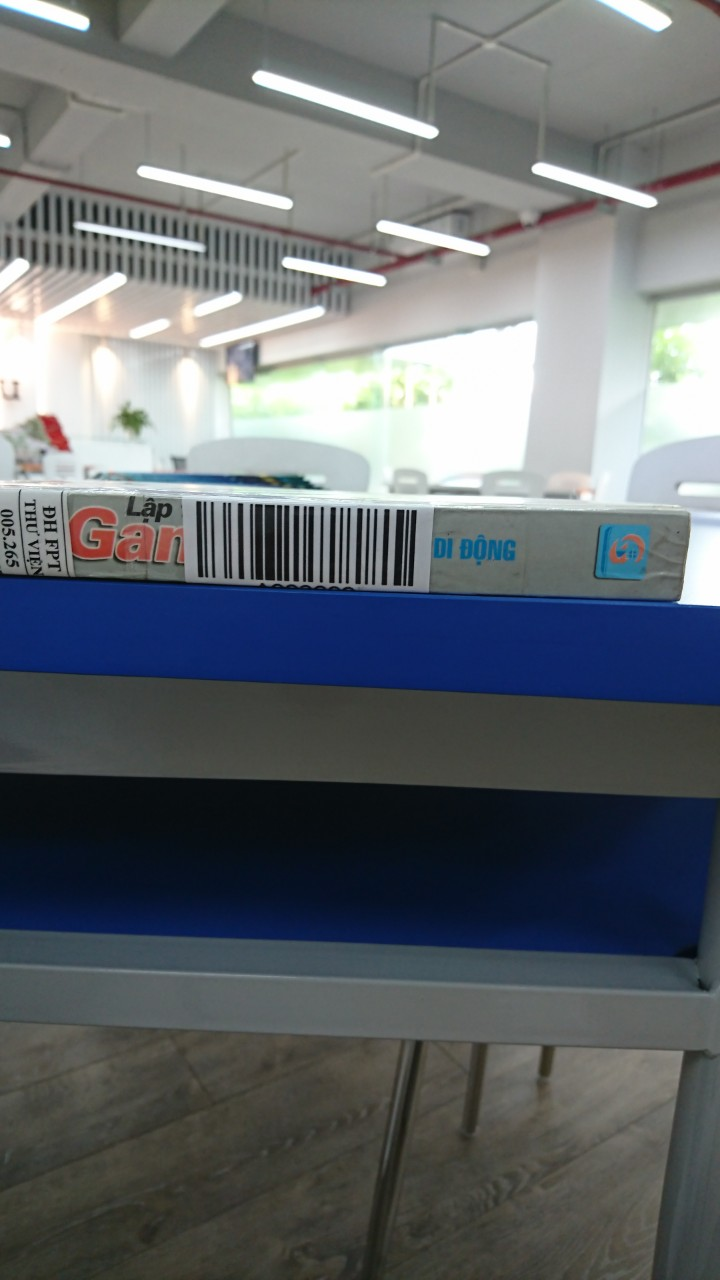 ĐH FPT
THƯ VIỆN
005.265
Lập
Gam
DI ĐỘNG